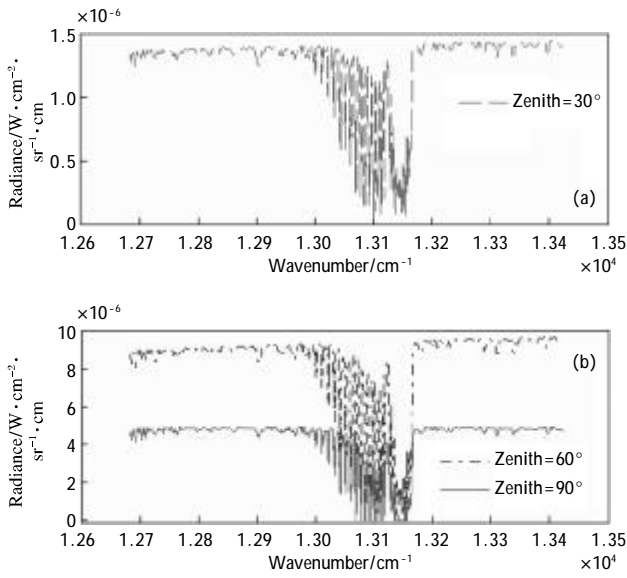 ×10⁻⁶
1.5
1.0
0.5
0
Radiance/W·cm⁻²·
sr⁻¹·cm
Zenith=30°
(a)
1.26 1.27 1.28 1.29 1.30 1.31 1.32 1.33 1.34 1.35
Wavenumber/cm⁻¹
×10⁴
×10⁻⁶
10
8
6
4
2
0
Radiance/W·cm⁻²·
sr⁻¹·cm
(b)
Zenith=60°
Zenith=90°
1.26 1.27 1.28 1.29 1.30 1.31 1.32 1.33 1.34 1.35
Wavenumber/cm⁻¹
×10⁴